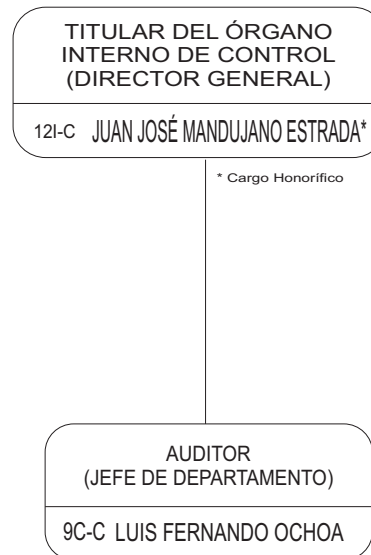 TITULAR DEL ÓRGANO
INTERNO DE CONTROL
(DIRECTOR GENERAL)
12I-C JUAN JOSÉ MANDUJANO ESTRADA*
* Cargo Honorífico
AUDITOR
(JEFE DE DEPARTAMENTO)
9C-C LUIS FERNANDO OCHOA